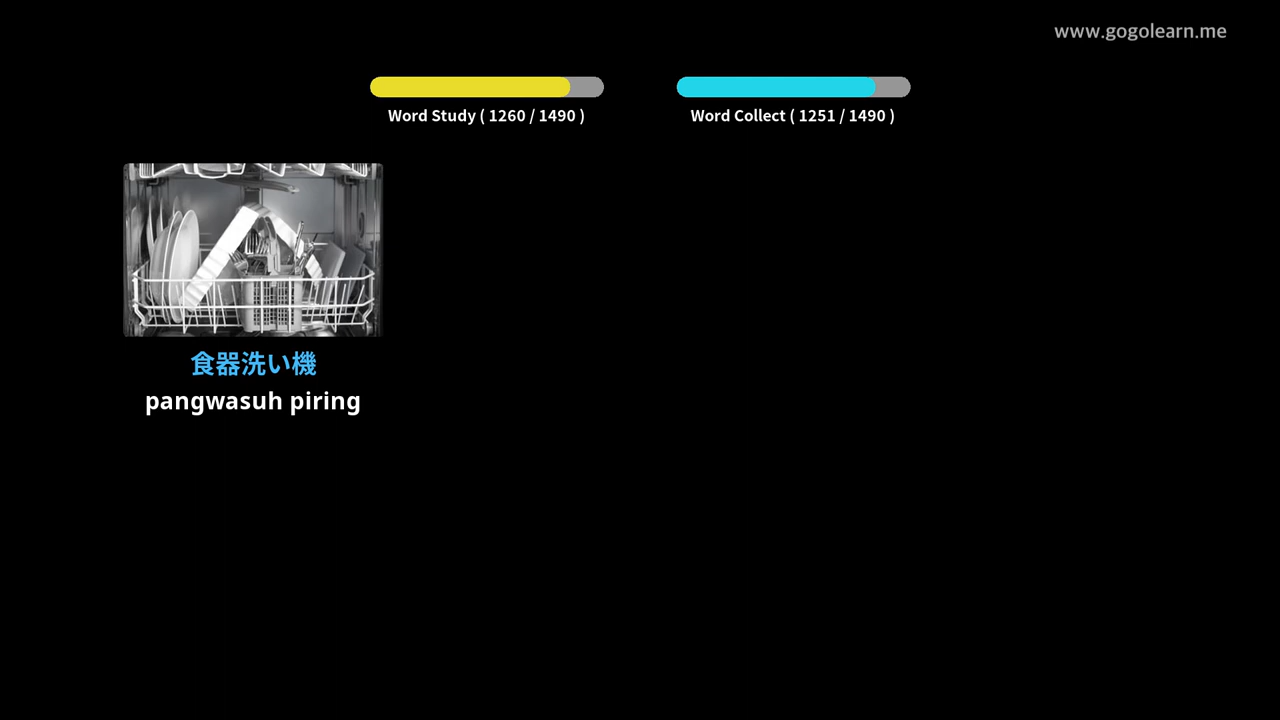 www.gogolearn.me
Word Study ( 1260 / 1490 )
Word Collect ( 1251 / 1490 )
食器洗い機
pangwasuh piring